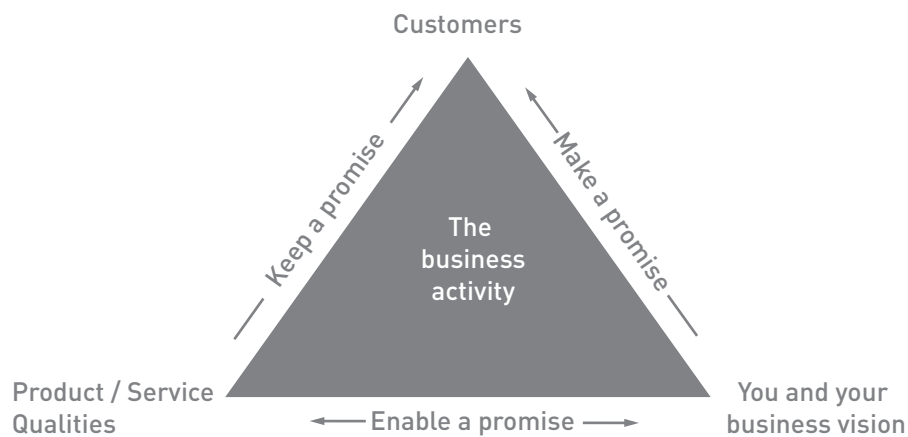 Customers
Keep a promise
Make a promise
The
business
activity
Product / Service
Qualities
Enable a promise
You and your
business vision